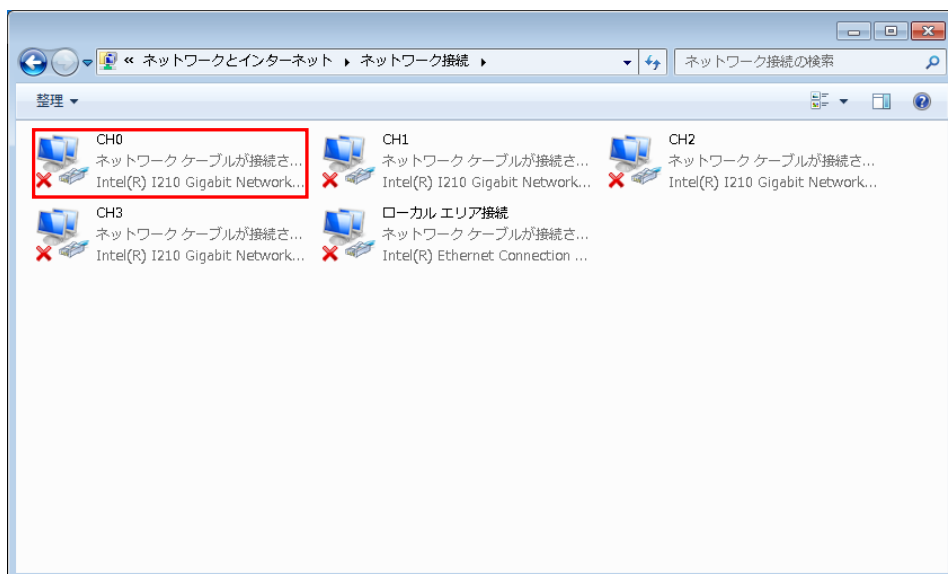 « ネットワークとインターネット ▸ ネットワーク接続 ▸
ネットワーク接続の検索
整理 ▼
CH0
ネットワーク ケーブルが接続さ...
Intel(R) I210 Gigabit Network...
CH1
ネットワーク ケーブルが接続さ...
Intel(R) I210 Gigabit Network...
CH2
ネットワーク ケーブルが接続さ...
Intel(R) I210 Gigabit Network...
CH3
ネットワーク ケーブルが接続さ...
Intel(R) I210 Gigabit Network...
ローカル エリア接続
ネットワーク ケーブルが接続さ...
Intel(R) Ethernet Connection ...